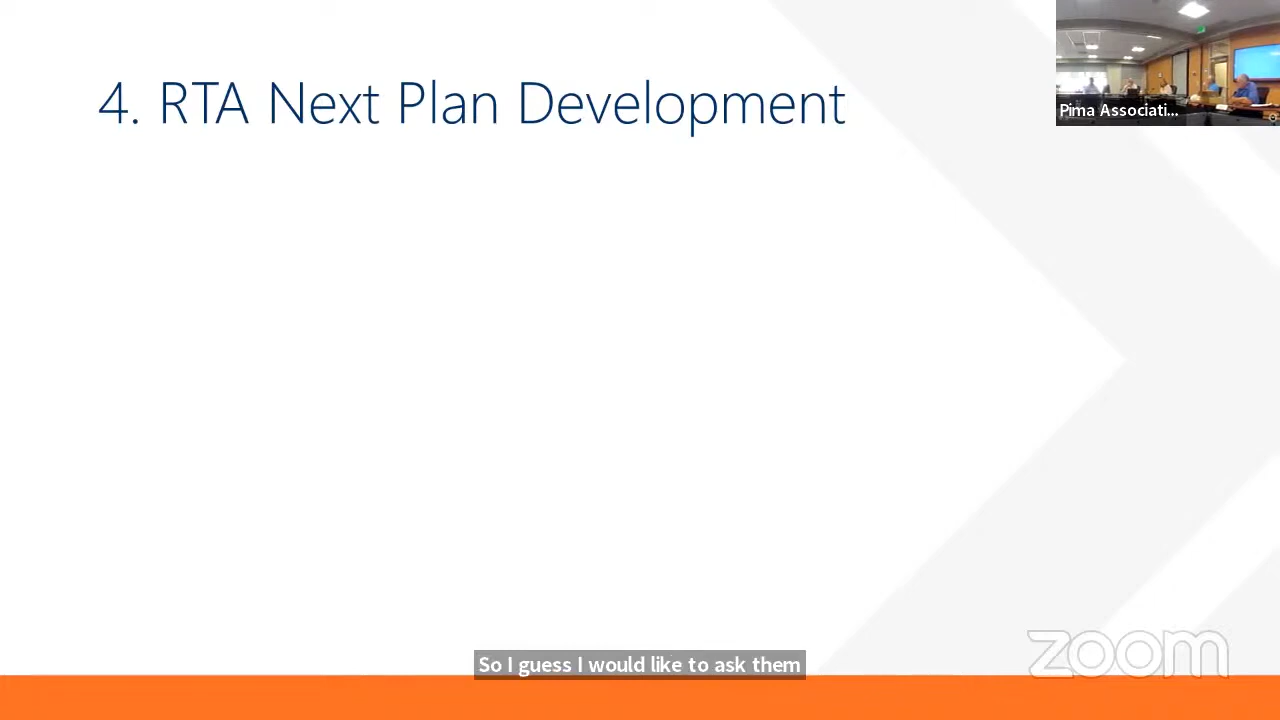 4. RTA Next Plan Development
Pima Associati...
So I guess I would like to ask them
zoom